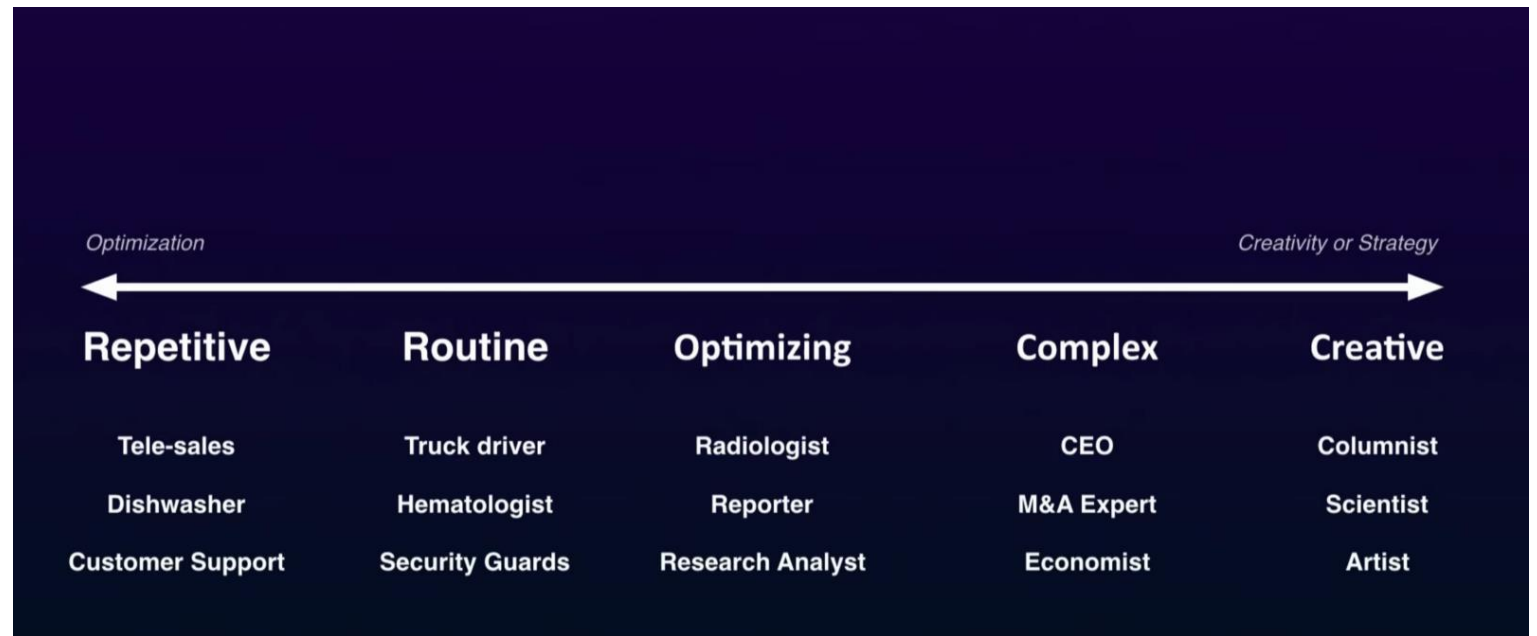 Optimization
Creativity or Strategy
Repetitive
Routine
Optimizing
Complex
Creative
Tele-sales
Truck driver
Radiologist
CEO
Columnist
Dishwasher
Hematologist
Reporter
M&A Expert
Scientist
Customer Support
Security Guards
Research Analyst
Economist
Artist